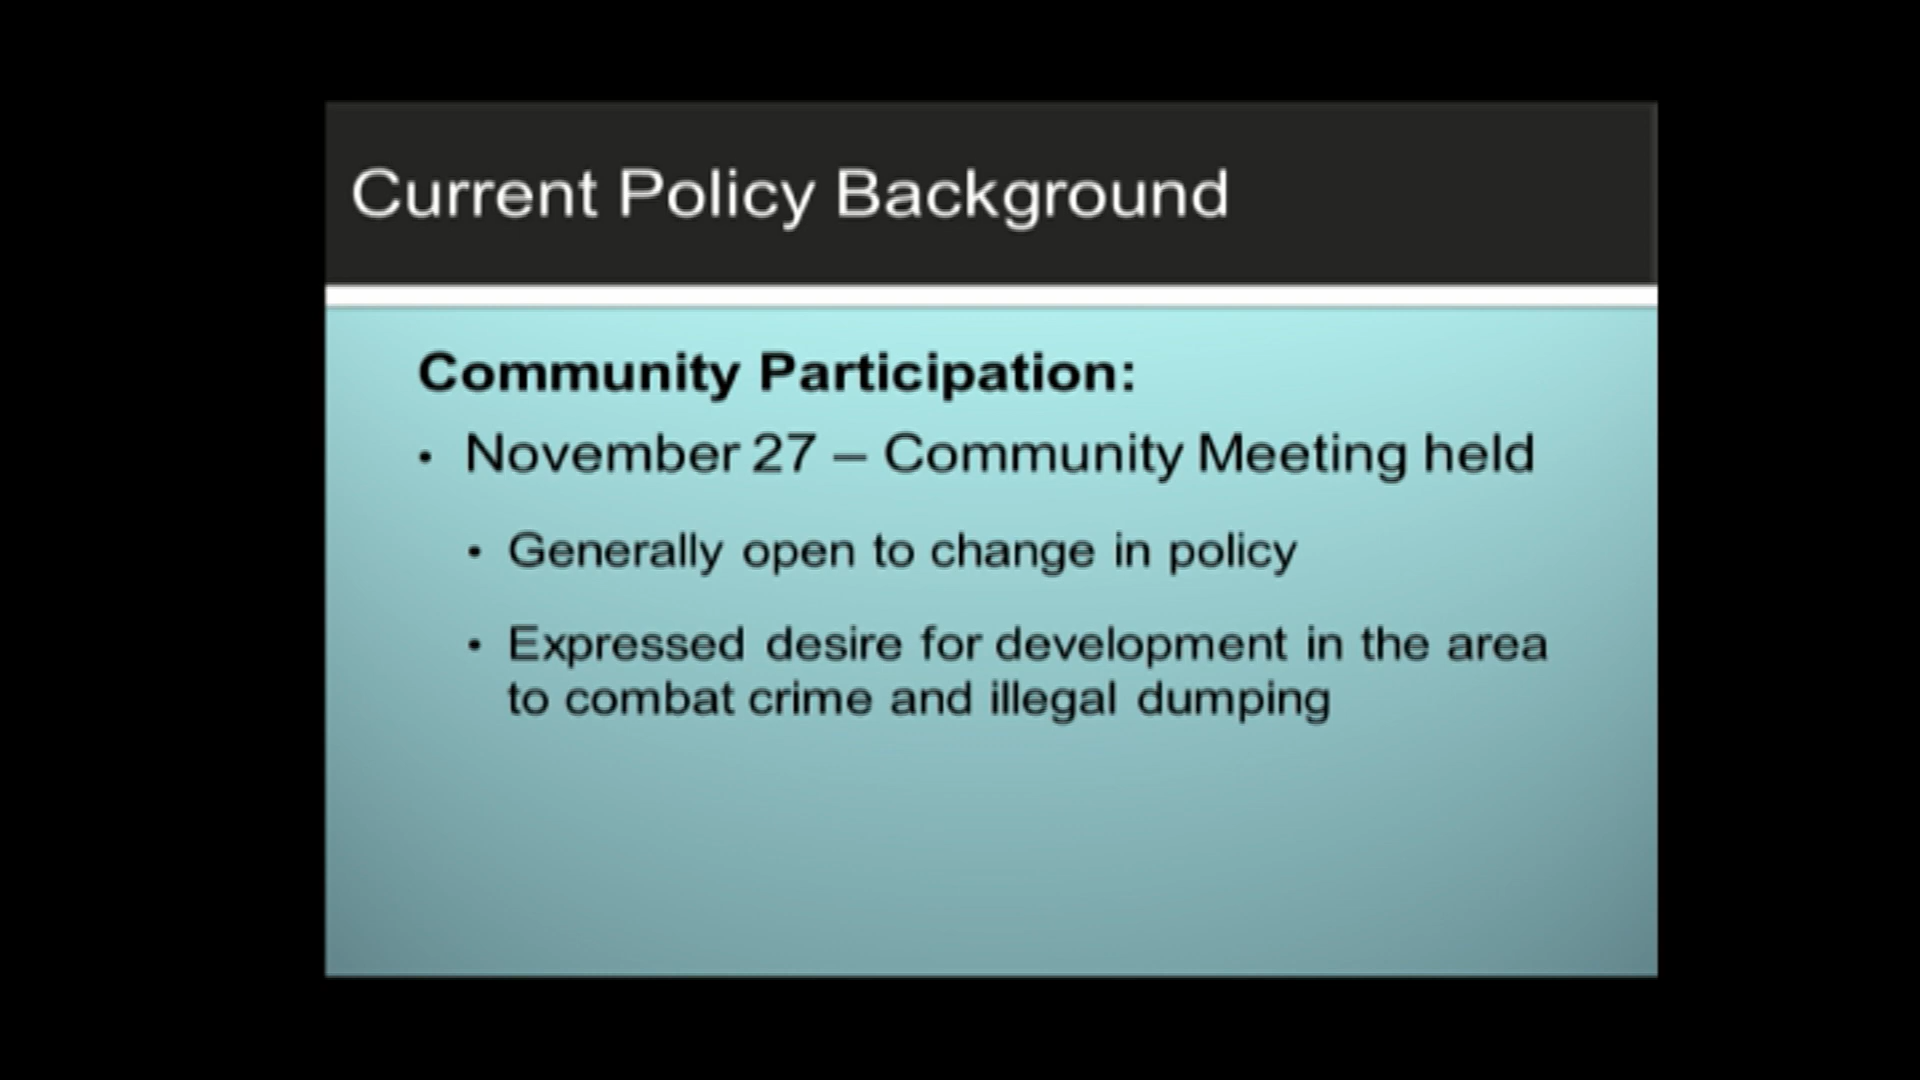 Current Policy Background
Community Participation:
• November 27 – Community Meeting held
• Generally open to change in policy
• Expressed desire for development in the area
to combat crime and illegal dumping